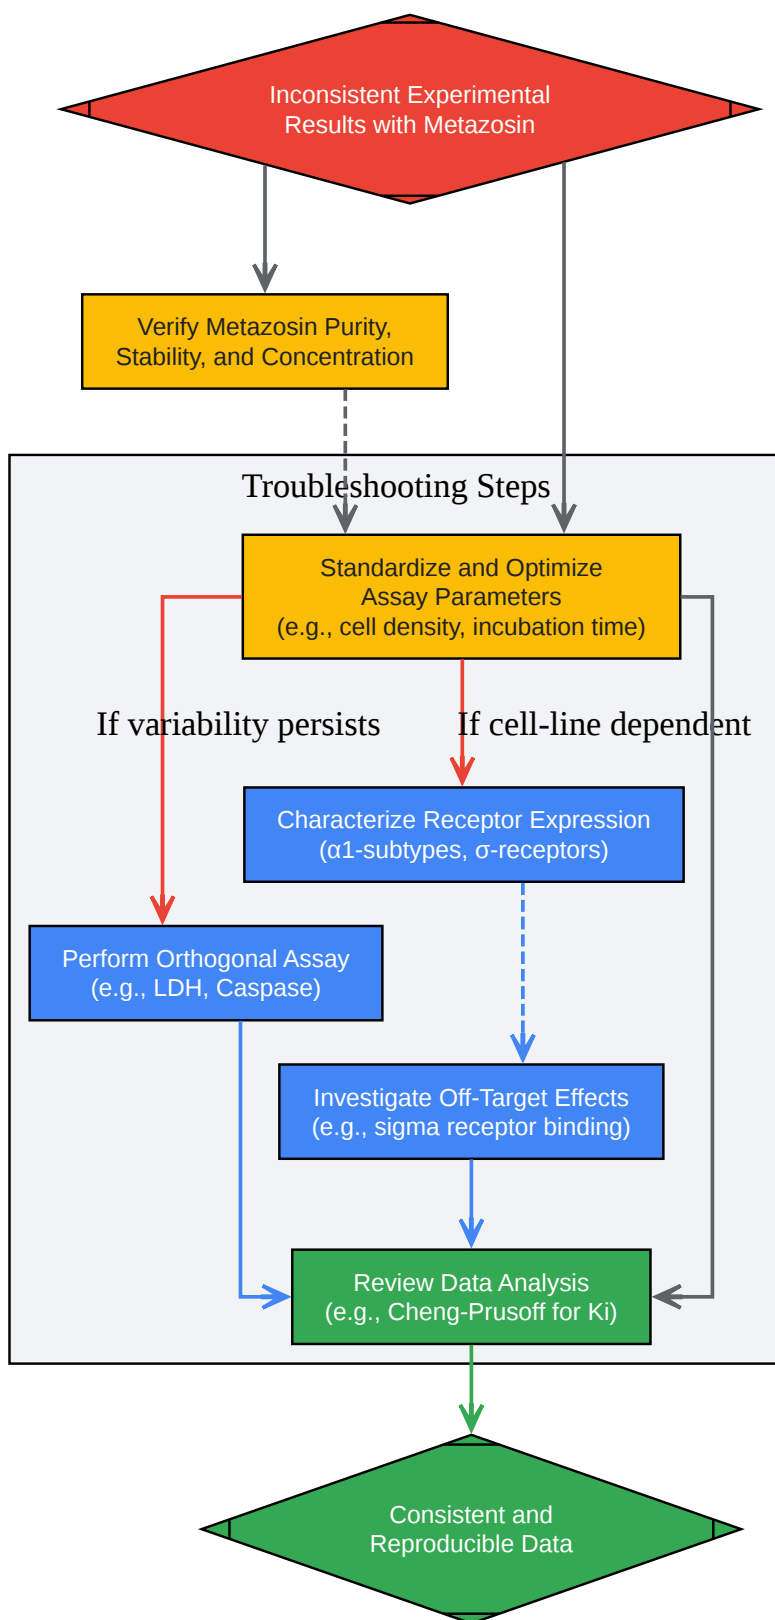 Inconsistent Experimental
Results with Metazosin
Verify Metazosin Purity,
Stability, and Concentration
Troubleshooting Steps
Standardize and Optimize
Assay Parameters
(e.g., cell density, incubation time)
If variability persists
If cell-line dependent
Characterize Receptor Expression
(α1-subtypes, σ-receptors)
Perform Orthogonal Assay
(e.g., LDH, Caspase)
Investigate Off-Target Effects
(e.g., sigma receptor binding)
Review Data Analysis
(e.g., Cheng-Prusoff for Ki)
Consistent and
Reproducible Data